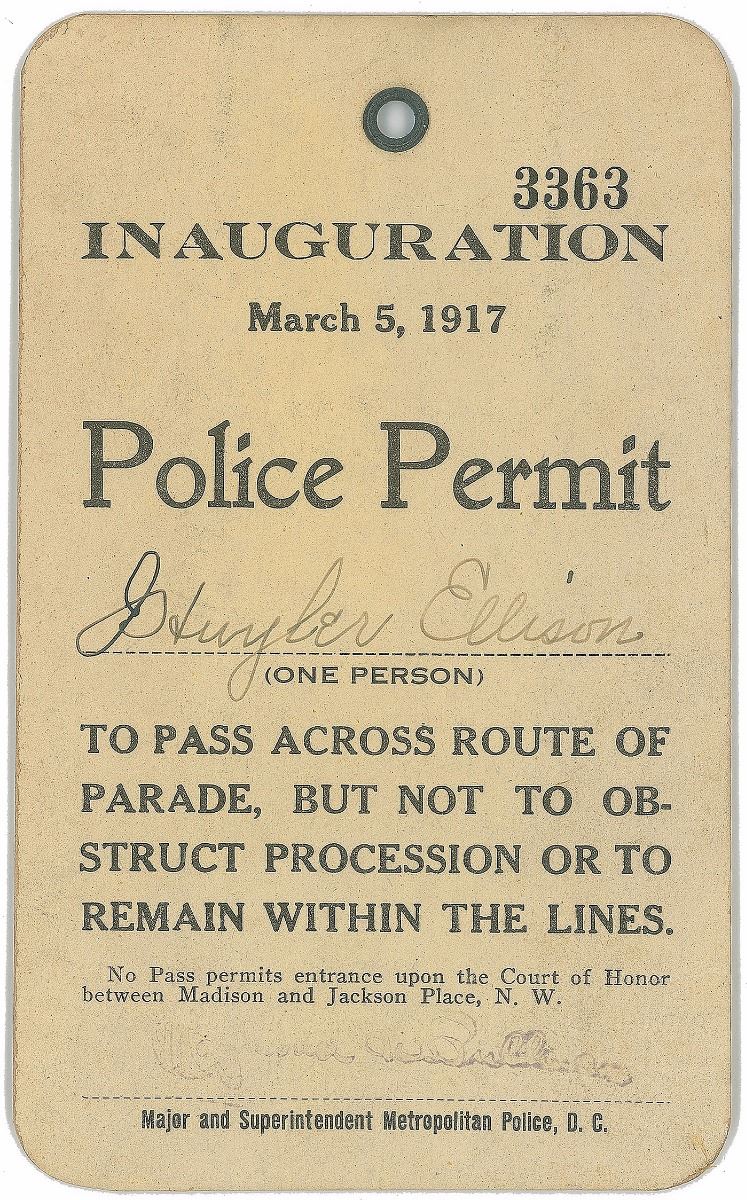 3363
INAUGURATION
March 5, 1917
Police Permit
J Huyler Ellison
(ONE PERSON)
TO PASS ACROSS ROUTE OF
PARADE, BUT NOT TO OB-
STRUCT PROCESSION OR TO
REMAIN WITHIN THE LINES.
No Pass permits entrance upon the Court of Honor
between Madison and Jackson Place, N. W.
Major and Superintendent Metropolitan Police, D. C.